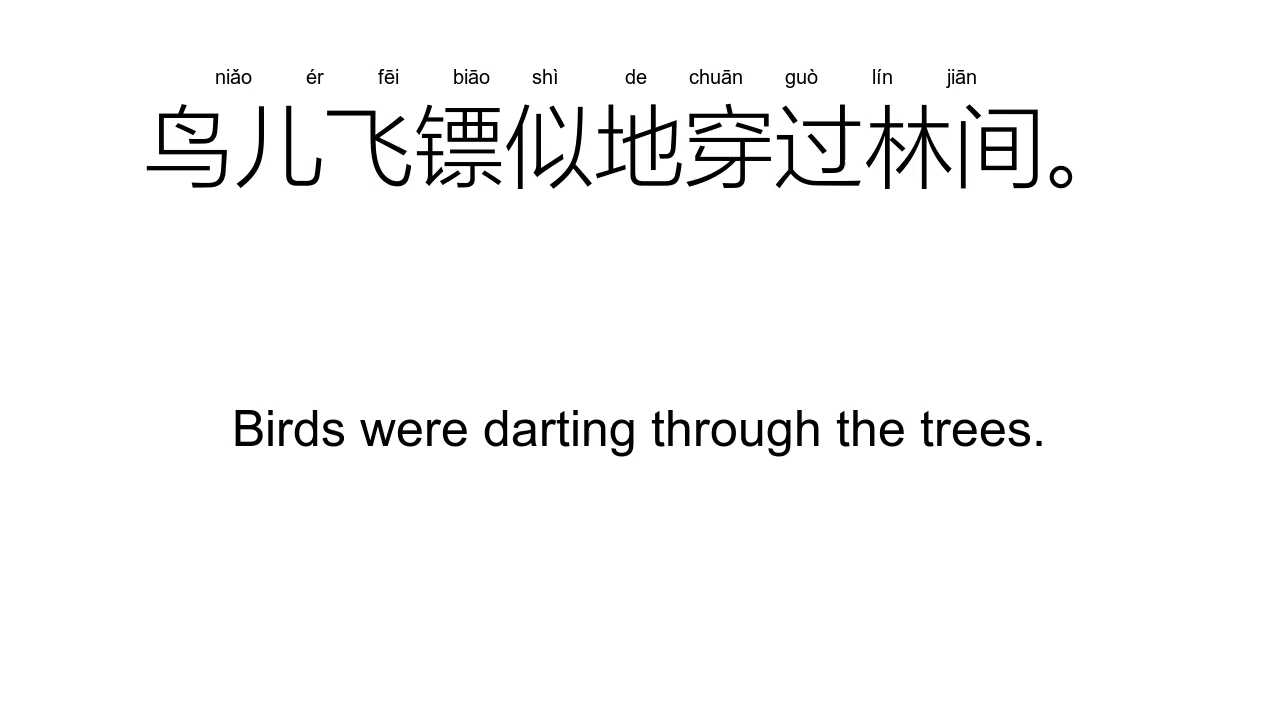 niǎo ér fēi biāo shì de chuān guò lín jiān
鸟儿飞镖似地穿过林间。
Birds were darting through the trees.